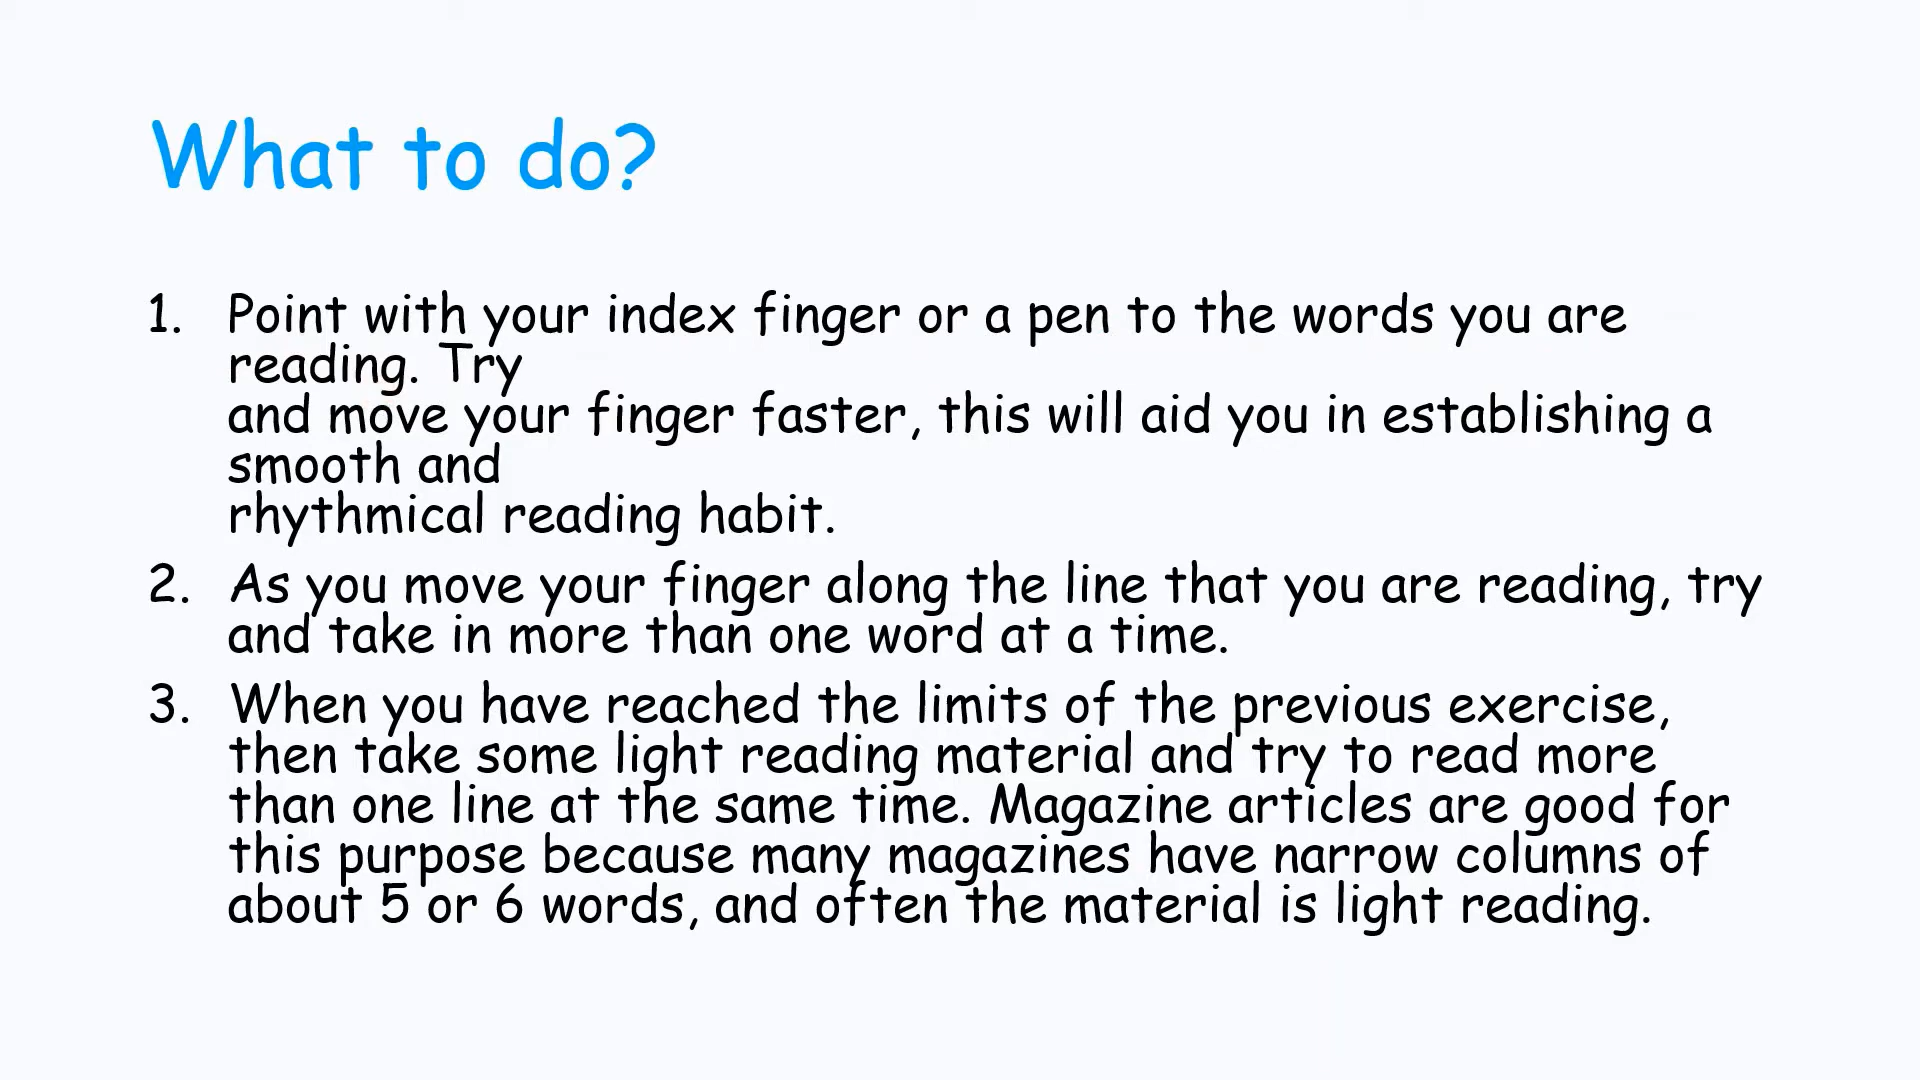 What to do?
1. Point with your index finger or a pen to the words you are
reading. Try
and move your finger faster, this will aid you in establishing a
smooth and
rhythmical reading habit.
2. As you move your finger along the line that you are reading, try
and take in more than one word at a time.
3. When you have reached the limits of the previous exercise,
then take some light reading material and try to read more
than one line at the same time. Magazine articles are good for
this purpose because many magazines have narrow columns of
about 5 or 6 words, and often the material is light reading.